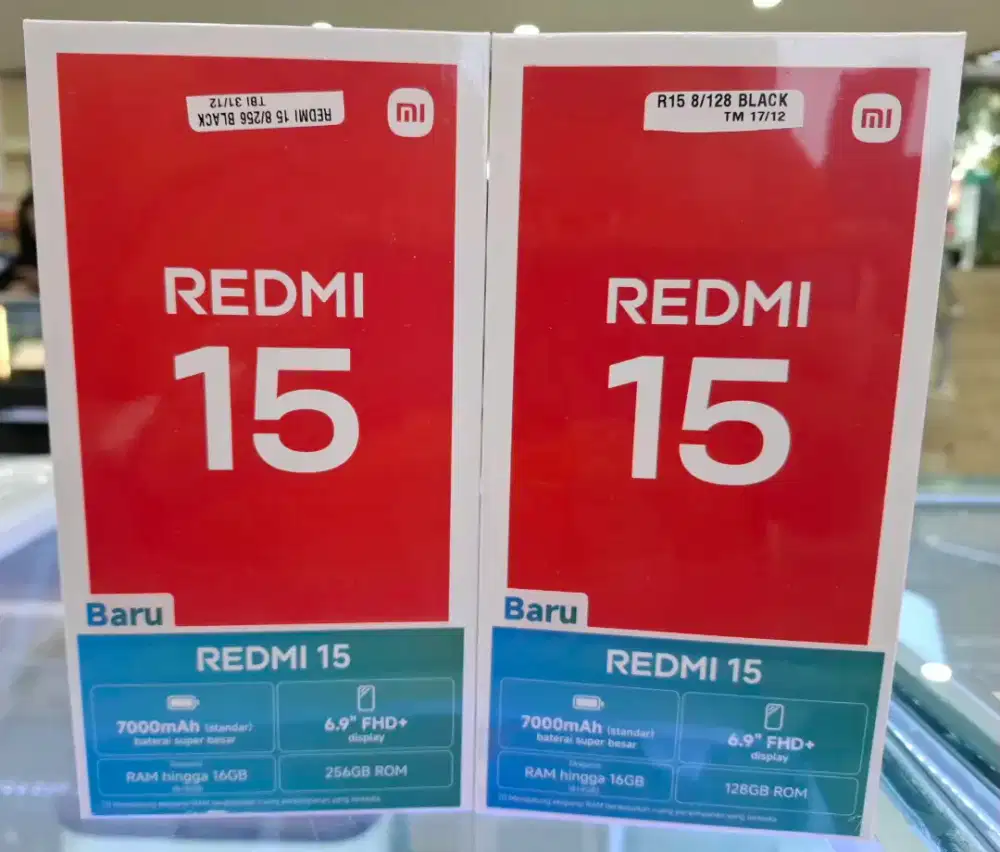 REDMI 15 8/256 BLACK
TBI 31/12
mi
REDMI
15
Baru
REDMI 15
7000mAh (standar)
baterai super besar
6.9" FHD+
display
RAM hingga 16GB
256GB ROM
R15 8/128 BLACK
TM 17/12
mi
REDMI
15
Baru
REDMI 15
7000mAh (standar)
baterai super besar
6.9" FHD+
display
RAM hingga 16GB
128GB ROM